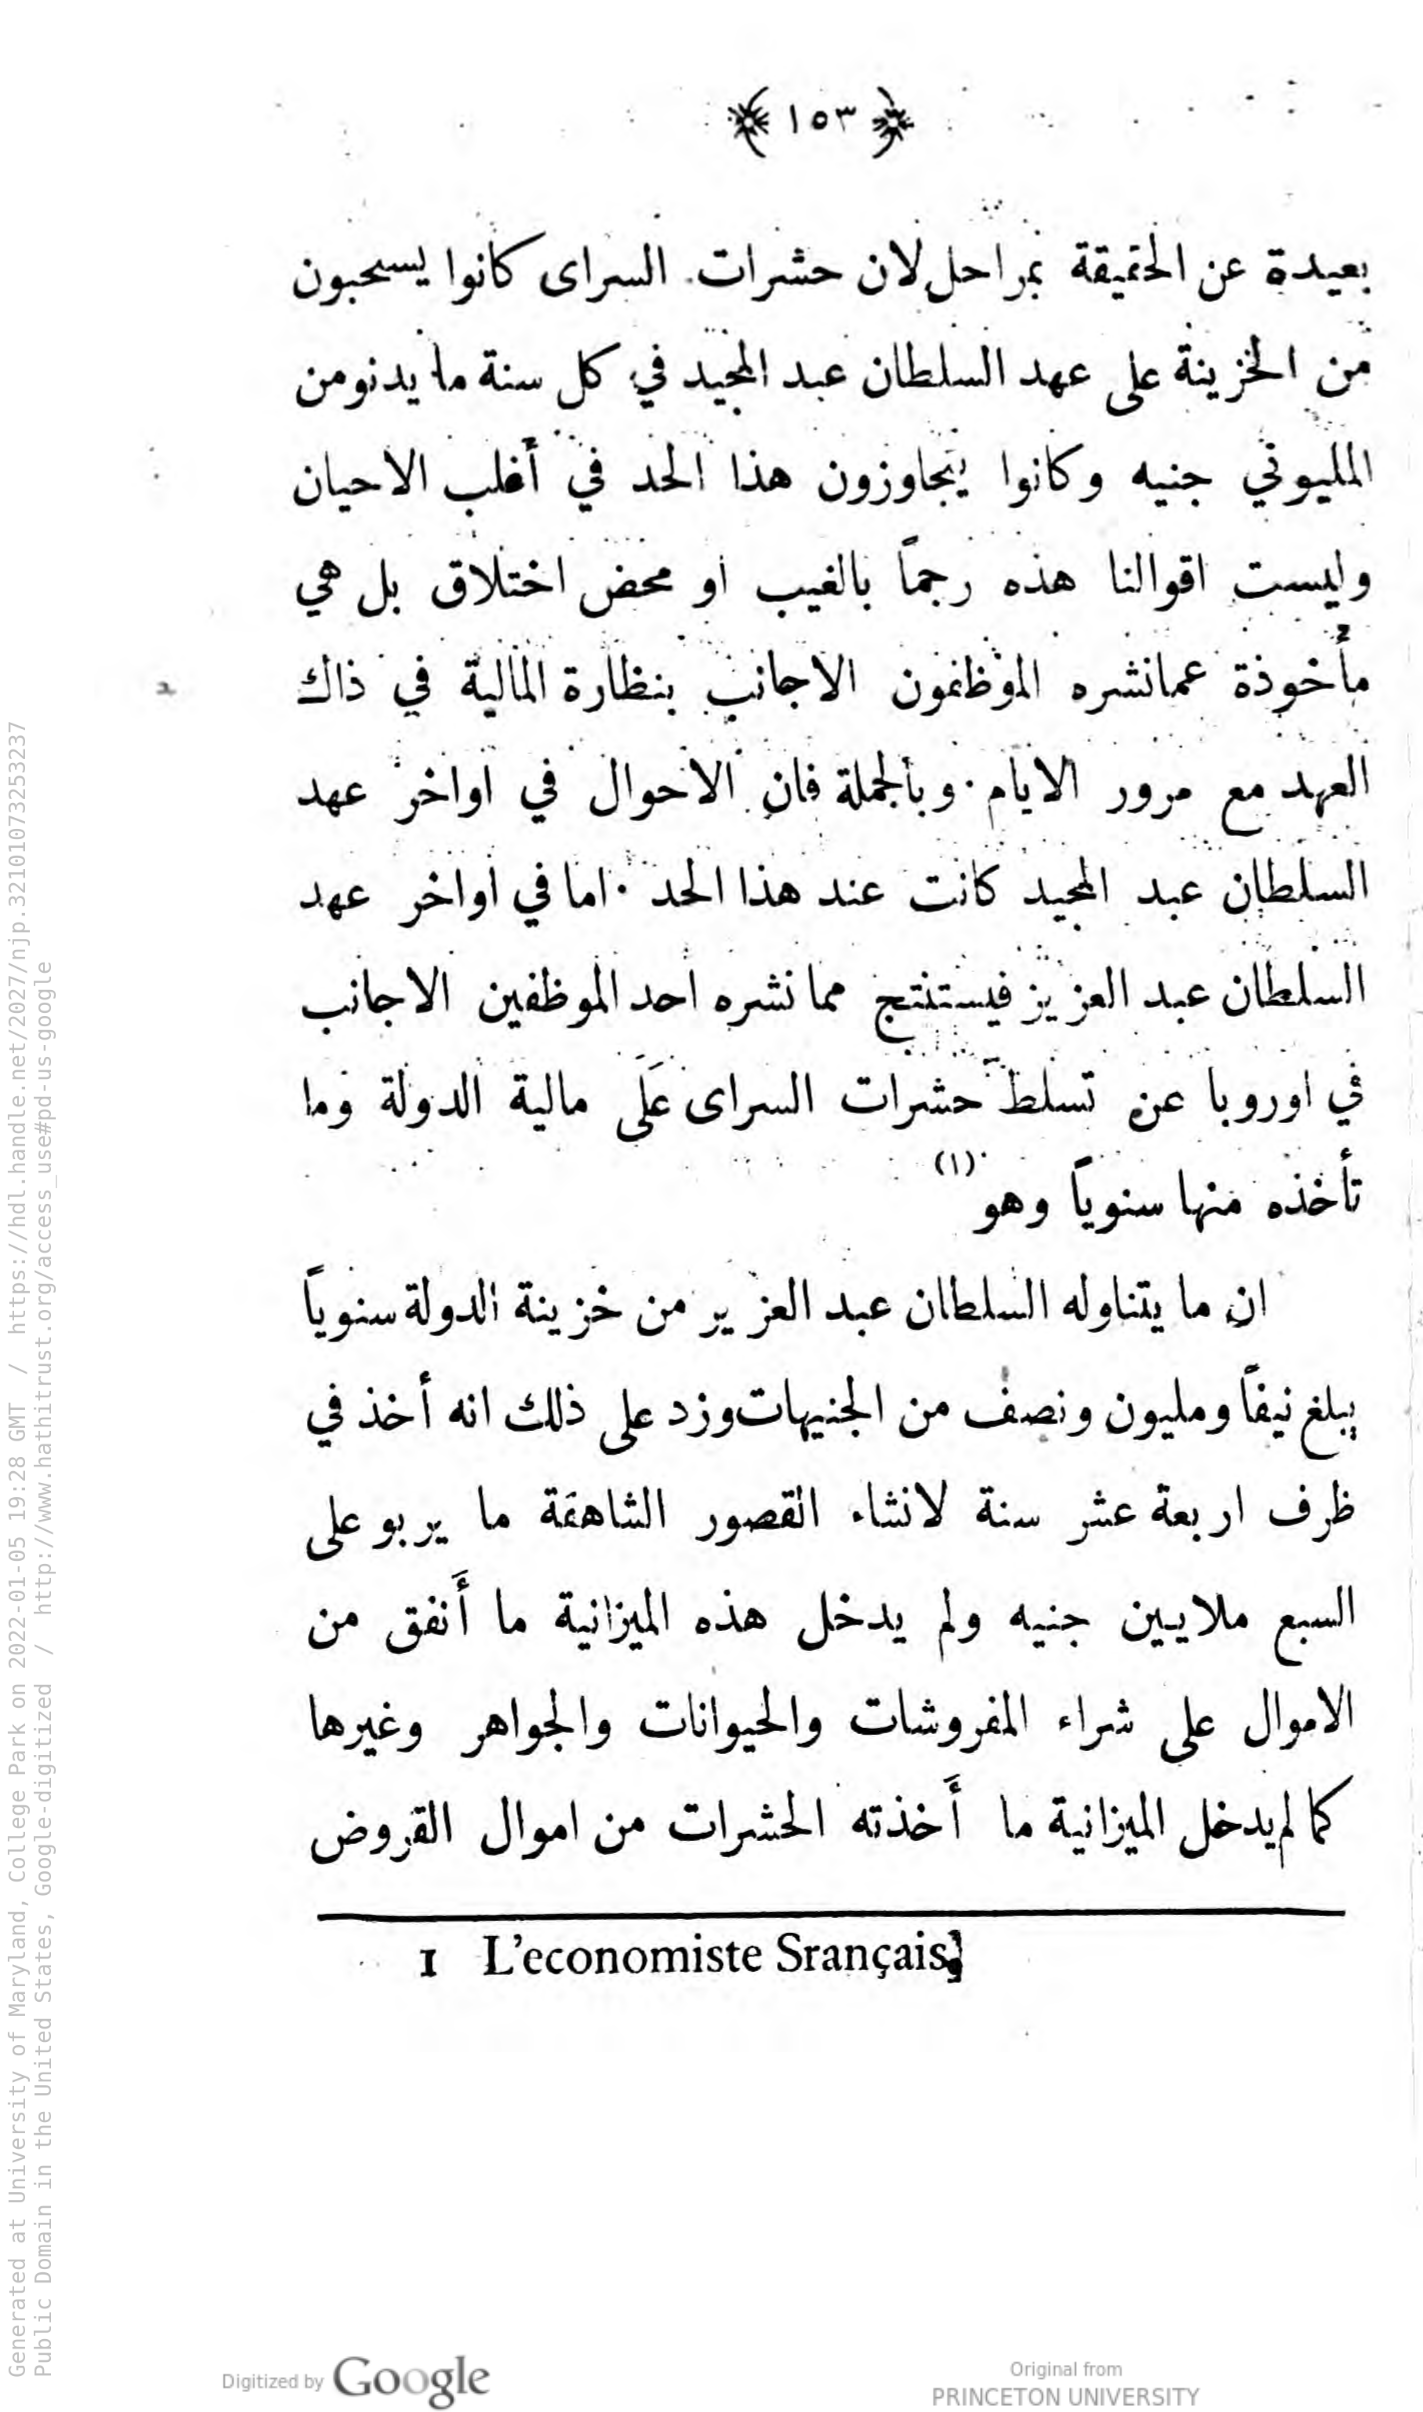 ١٥٣
بعيدة عن الحقيقة بمراحل لان حشرات السراى كانوا يسحبون
من الخزينة على عهد السلطان عبد المجيد في كل سنة ما يدنو من
المليوني جنيه وكانوا يتجاوزون هذا الحد في أغلب الاحيان
وليست اقوالنا هذه رجماً بالغيب او محض اختلاق بل هي
مأخوذة عما نشره الموظفون الاجانب بنظارة المالية في ذاك
العهد مع مرور الايام . وبالجملة فان الاحوال في اواخر عهد
السلطان عبد المجيد كانت عند هذا الحد . اما في اواخر عهد
السلطان عبد العزيز فيستنتج مما نشره احد الموظفين الاجانب
في اوروبا عن تسلط حشرات السراى عَلَى مالية الدولة وما
تأخذه منها سنوياً وهو (١)
ان ما يتناوله السلطان عبد العزيز من خزينة الدولة سنوياً
يبلغ نيفاً ومليون ونصف من الجنيهات وزد على ذلك انه أخذ في
ظرف اربعة عشر سنة لانشاء القصور الشاهقة ما يربو على
السبع ملايين جنيه ولم يدخل هذه الميزانية ما أَنفق من
الاموال على شراء المفروشات والحيوانات والجواهر وغيرها
كما لم يدخل الميزانية ما أَخذته الحشرات من اموال القروض
1 L'economiste Srançais
Generated at University of Maryland, College Park on 2022-01-05 19:28 GMT / https://hdl.handle.net/2027/njp.32101073253237
Public Domain in the United States, Google-digitized / http://www.hathitrust.org/access_use#pd-us-google
Digitized by Google
Original from
PRINCETON UNIVERSITY